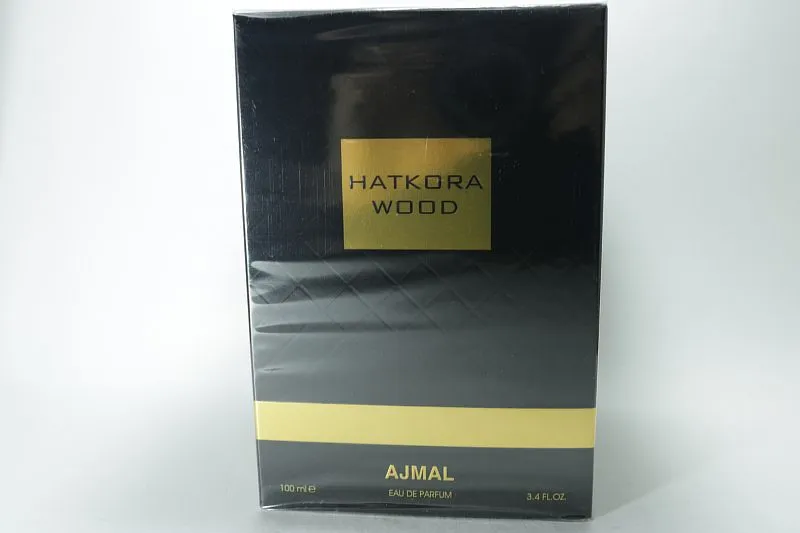 HATKORA
WOOD
AJMAL
100 ml ℮
EAU DE PARFUM
3.4 FL.OZ.